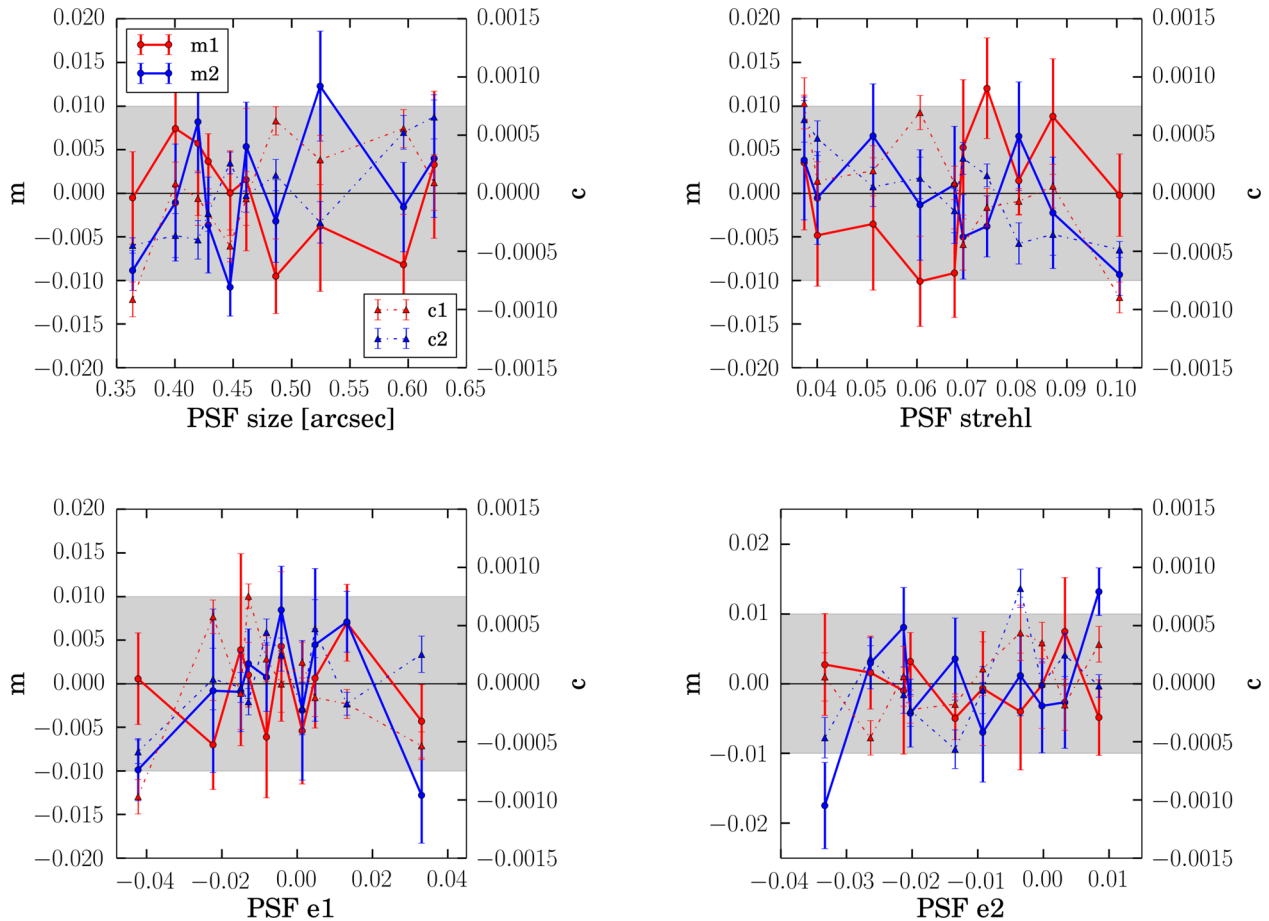 0.020 0.0015 0.020 0.0015
m1
m2
0.015 0.0010 0.015 0.0010
0.010 0.010
0.005 0.0005 0.005 0.0005
m 0.000 0.0000 c m 0.000 0.0000 c
−0.005 −0.0005 −0.005 −0.0005
−0.010 −0.010
c1
c2
−0.015 −0.0010 −0.015 −0.0010
−0.020 −0.0015 −0.020 −0.0015
0.35 0.40 0.45 0.50 0.55 0.60 0.65 0.04 0.05 0.06 0.07 0.08 0.09 0.10
PSF size [arcsec] PSF strehl
0.020 0.0015 0.0015
0.015 0.0010 0.02 0.0010
0.010 0.01
0.005 0.0005 0.0005
m 0.000 0.0000 c m 0.00 0.0000 c
−0.005 −0.0005 −0.0005
−0.010 −0.01
−0.015 −0.0010 −0.02 −0.0010
−0.020 −0.0015 −0.0015
−0.04 −0.02 0.00 0.02 0.04 −0.04 −0.03 −0.02 −0.01 0.00 0.01
PSF e1 PSF e2